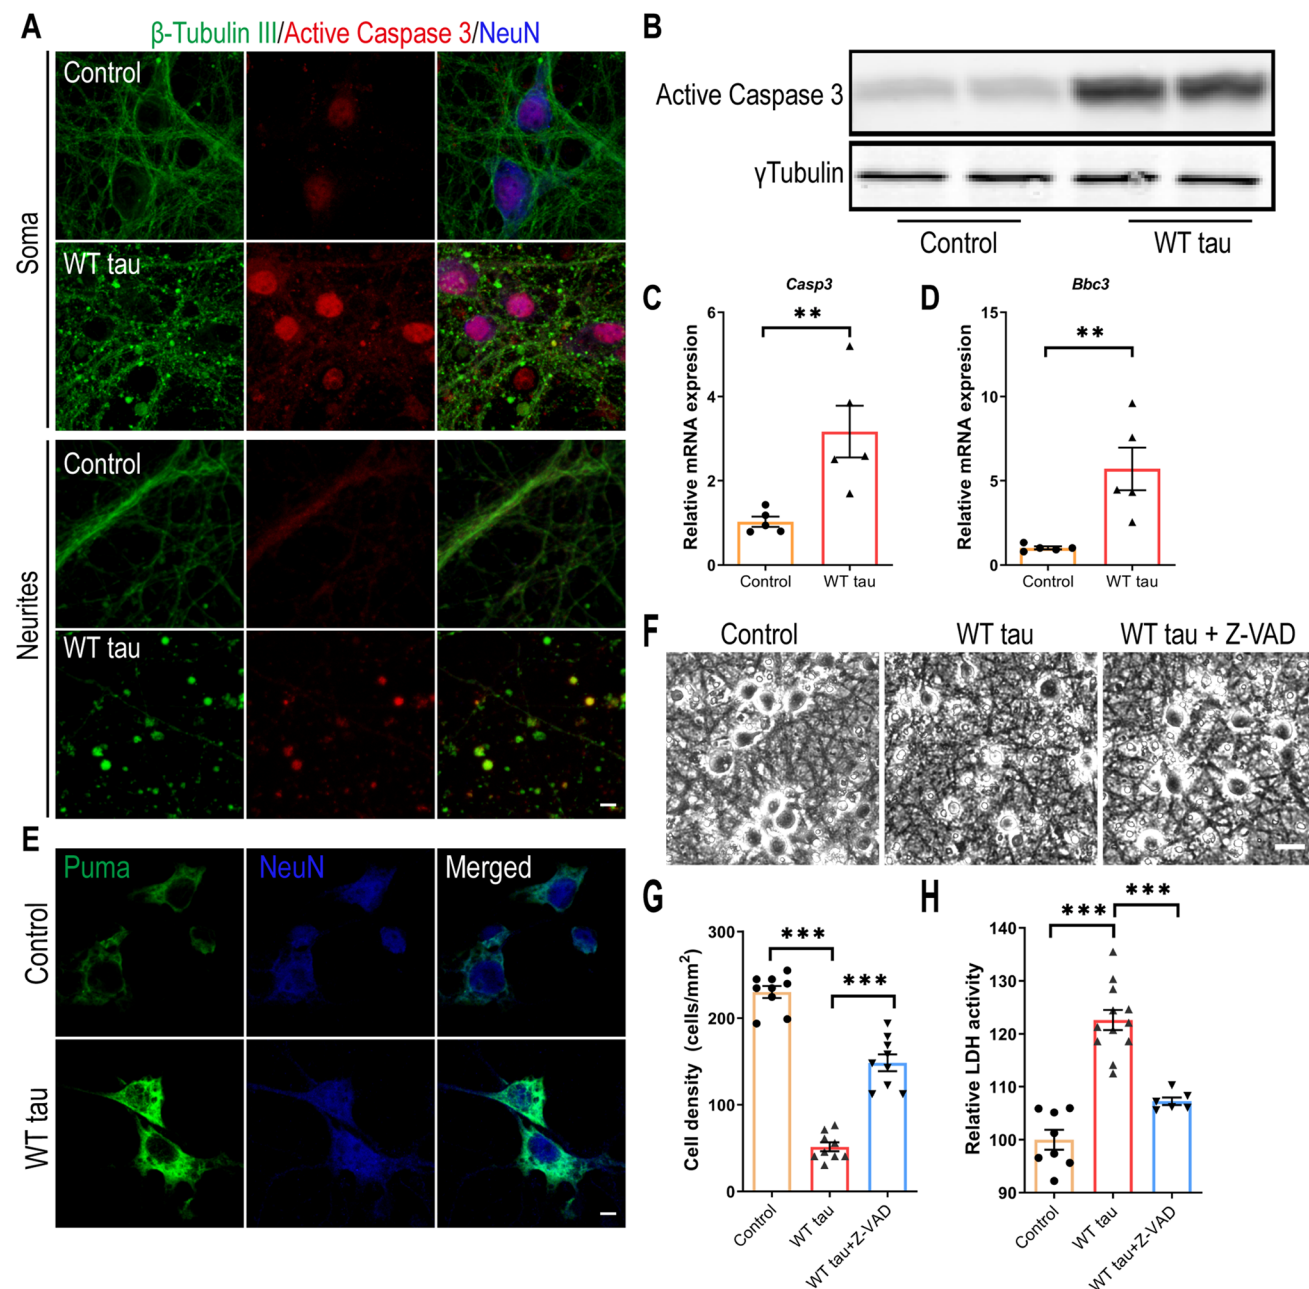 A
β-Tubulin III/Active Caspase 3/NeuN
Soma
Control
WT tau
Neurites
Control
WT tau
B
Active Caspase 3
γTubulin
Control
WT tau
C
Casp3
**
Relative mRNA expresion
6
4
2
0
Control
WT tau
D
Bbc3
**
Relative mRNA expression
15
10
5
0
Control
WT tau
E
Puma
NeuN
Merged
Control
WT tau
F
Control
WT tau
WT tau + Z-VAD
G
***
***
Cell density (cells/mm²)
300
200
100
0
Control
WT tau
WT tau+Z-VAD
H
***
***
Relative LDH activity
140
130
120
110
100
90
Control
WT tau
WT tau+Z-VAD